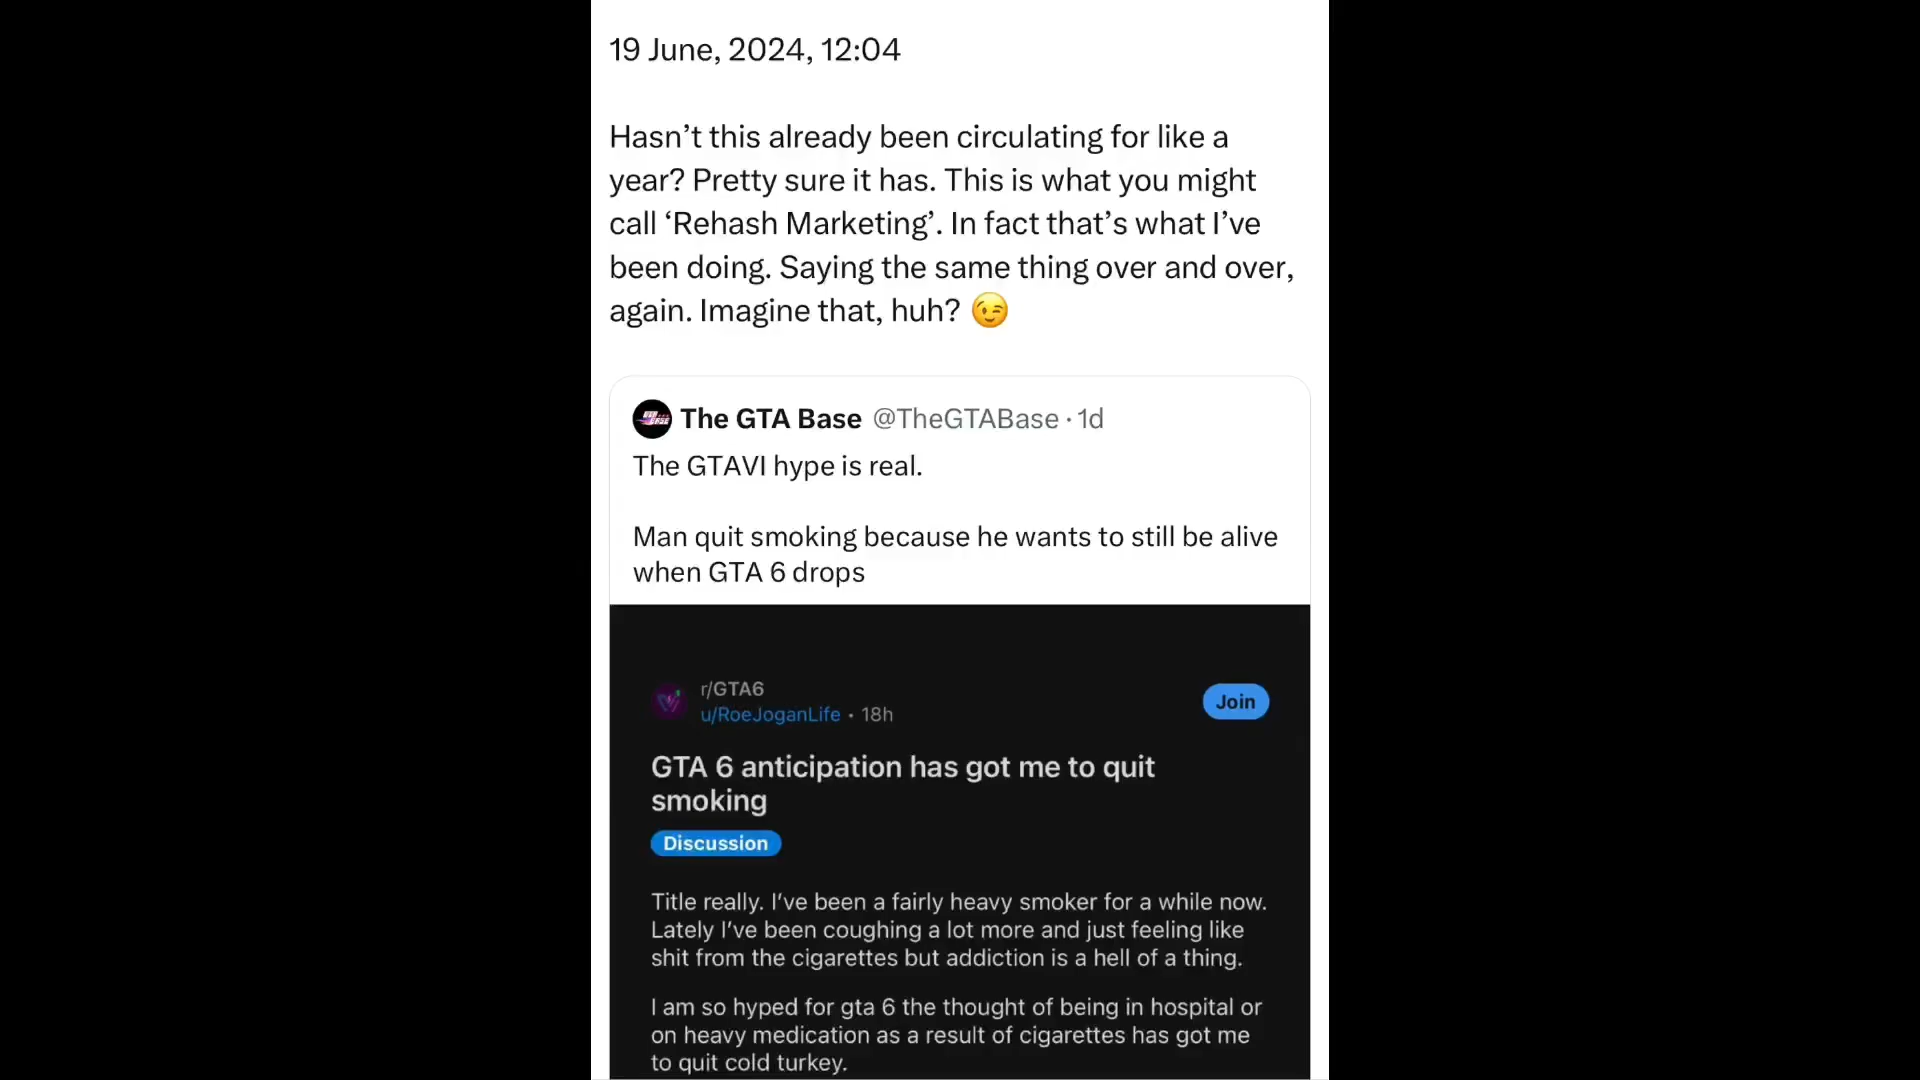 19 June, 2024, 12:04
Hasn’t this already been circulating for like a
year? Pretty sure it has. This is what you might
call ‘Rehash Marketing’. In fact that’s what I’ve
been doing. Saying the same thing over and over,
again. Imagine that, huh? 😉
The GTA Base @TheGTABase · 1d
The GTAVI hype is real.
Man quit smoking because he wants to still be alive
when GTA 6 drops
r/GTA6
u/RoeJoganLife • 18h
Join
GTA 6 anticipation has got me to quit
smoking
Discussion
Title really. I’ve been a fairly heavy smoker for a while now.
Lately I’ve been coughing a lot more and just feeling like
shit from the cigarettes but addiction is a hell of a thing.
I am so hyped for gta 6 the thought of being in hospital or
on heavy medication as a result of cigarettes has got me
to quit cold turkey.